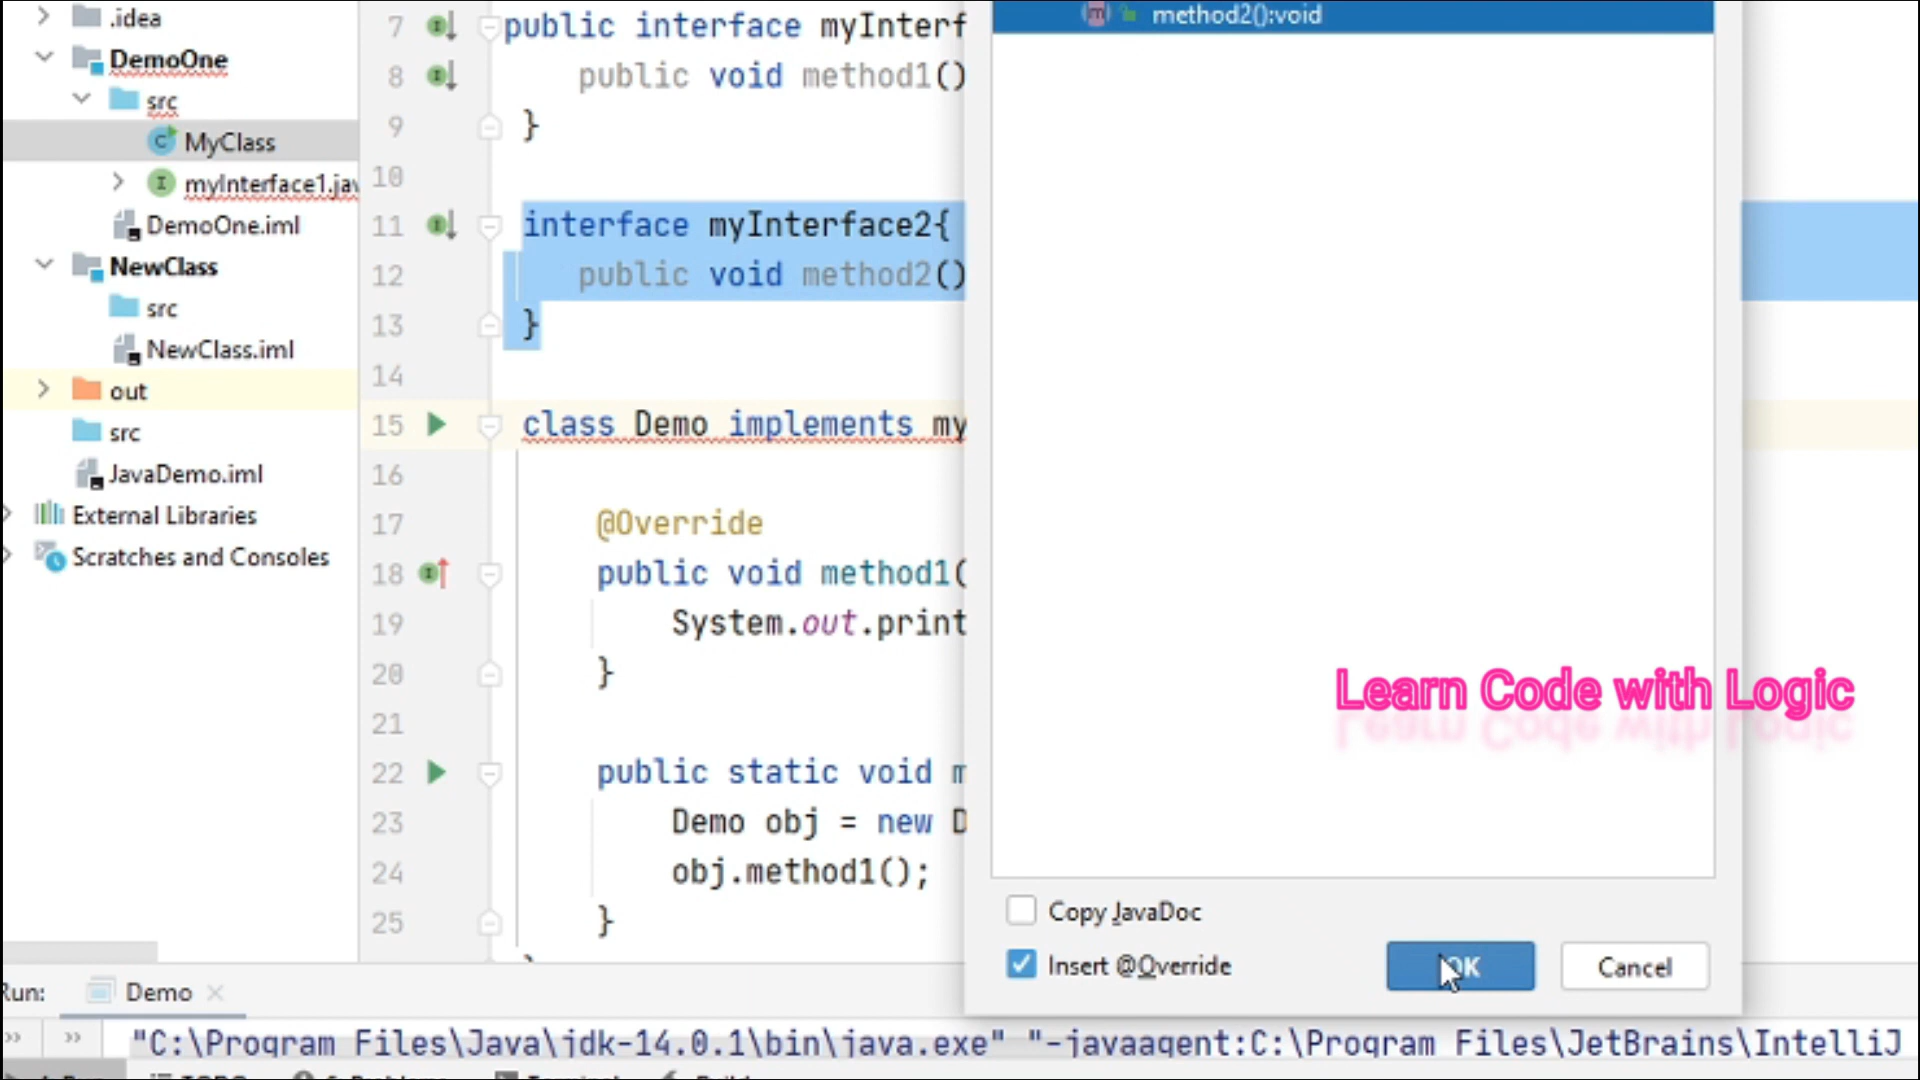 .idea
DemoOne
src
MyClass
myInterface1.jav
DemoOne.iml
NewClass
src
NewClass.iml
out
src
JavaDemo.iml
External Libraries
Scratches and Consoles
7 public interface myInterf
8 public void method1()
9 }
10
11 interface myInterface2{
12 public void method2()
13 }
14
15 class Demo implements my
16
17 @Override
18 public void method1(
19 System.out.print
20 }
21
22 public static void m
23 Demo obj = new D
24 obj.method1();
25 }
method2():void
Learn Code with Logic
Copy JavaDoc
Insert @Override
OK
Cancel
Run:
Demo
"C:\Program Files\Java\jdk-14.0.1\bin\java.exe" "-javaagent:C:\Program Files\JetBrains\IntelliJ